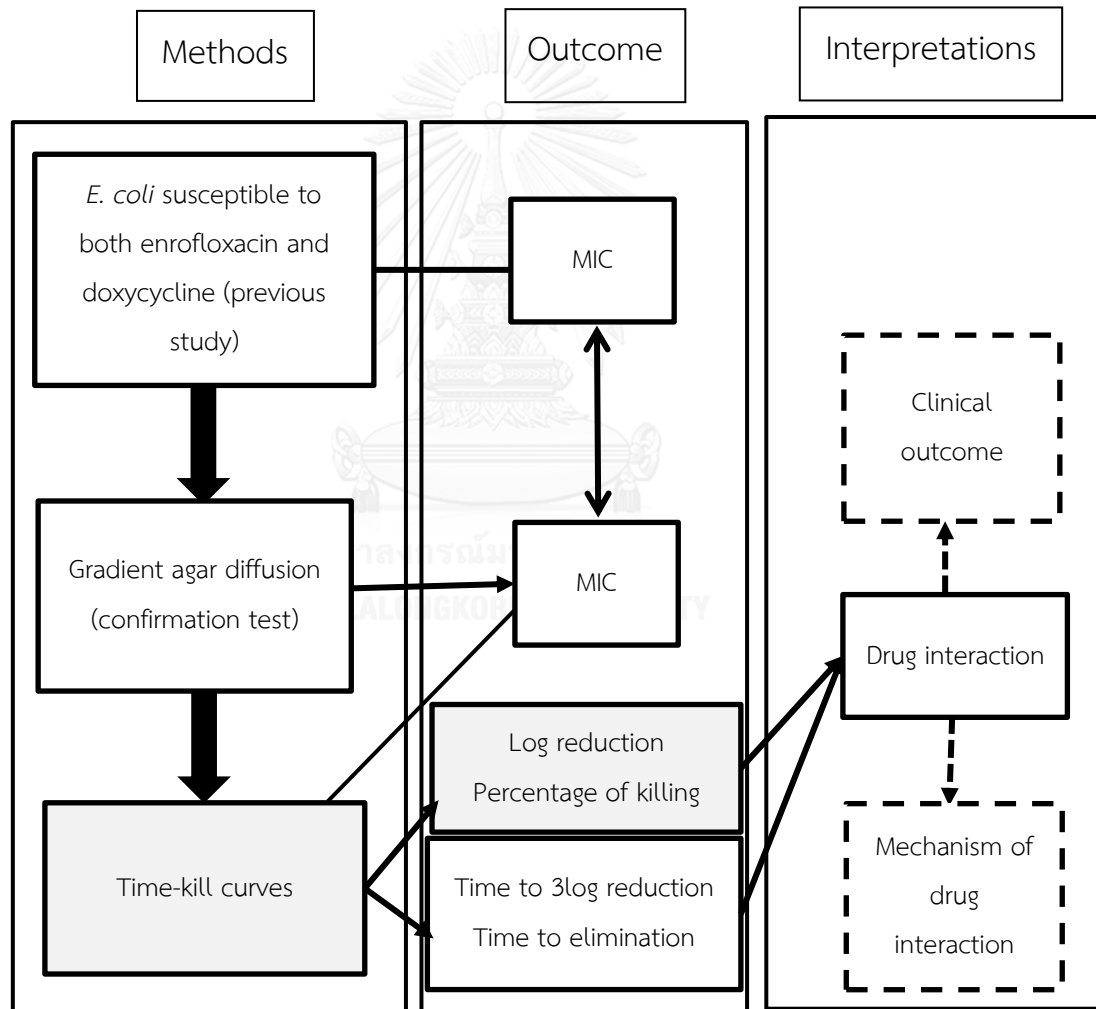 Methods
Outcome
Interpretations
E. coli susceptible to
both enrofloxacin and
doxycycline (previous
study)
MIC
Clinical
outcome
Gradient agar diffusion
(confirmation test)
MIC
Drug interaction
Log reduction
Percentage of killing
Time-kill curves
Time to 3log reduction
Time to elimination
Mechanism of
drug
interaction